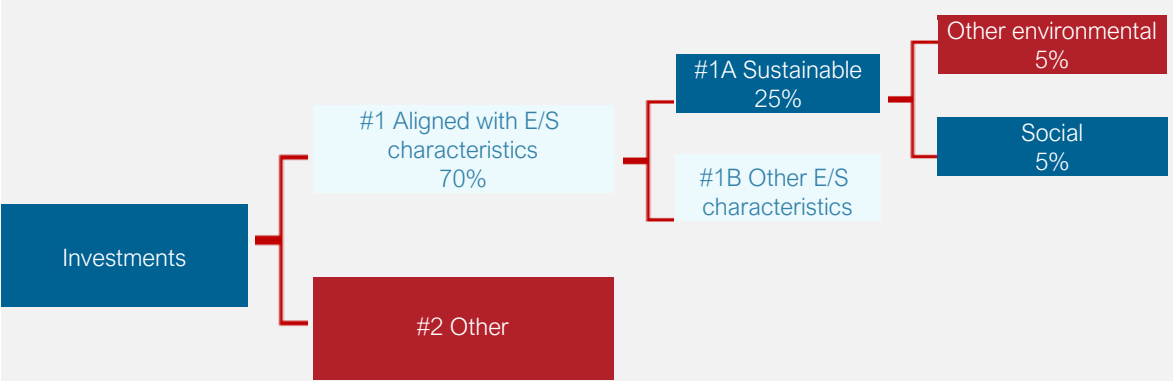 Investments
#1 Aligned with E/S
characteristics
70%
#2 Other
#1A Sustainable
25%
#1B Other E/S
characteristics
Other environmental
5%
Social
5%